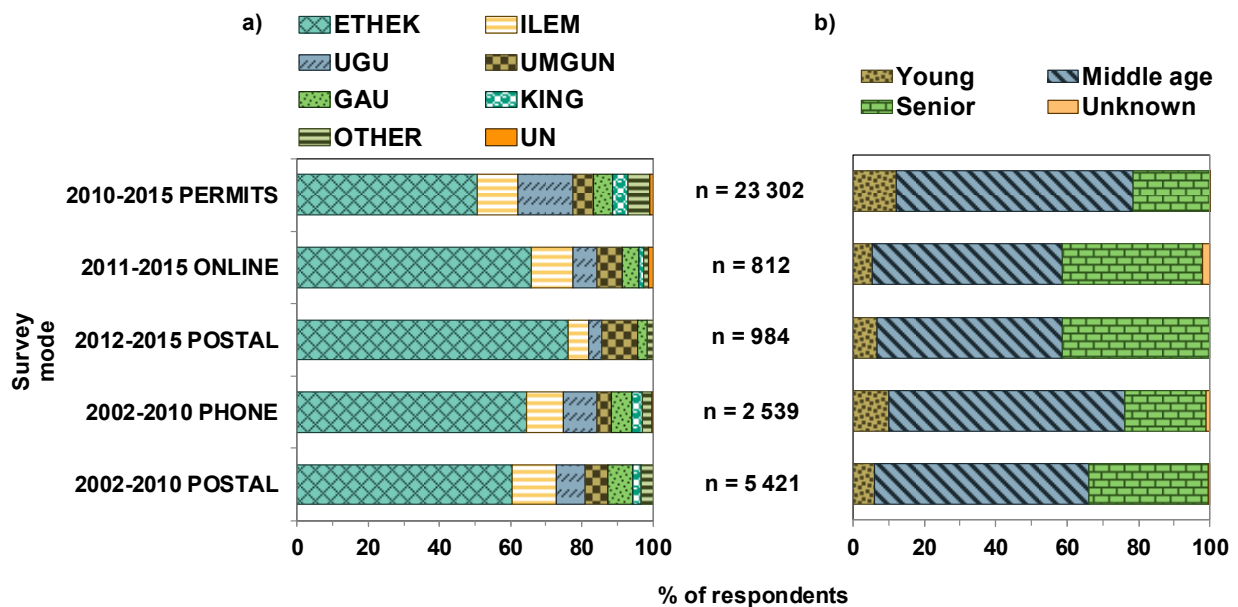 a)
ETHEK ILEM
UGU UMGUN
GAU KING
OTHER UN
b)
Young Middle age
Senior Unknown
Survey
mode
2010-2015 PERMITS n = 23 302
2011-2015 ONLINE n = 812
2012-2015 POSTAL n = 984
2002-2010 PHONE n = 2 539
2002-2010 POSTAL n = 5 421
0 20 40 60 80 100
0 20 40 60 80 100
% of respondents